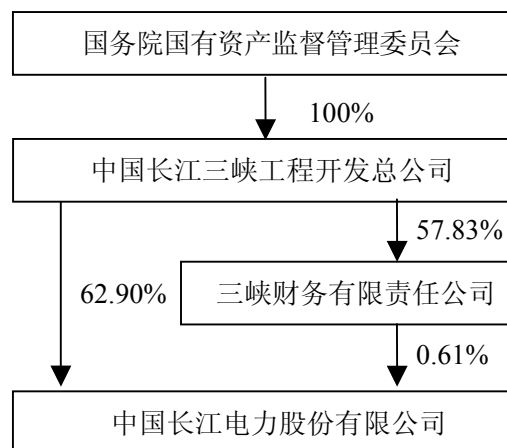 国务院国有资产监督管理委员会
100%
中国长江三峡工程开发总公司
57.83%
62.90%
三峡财务有限责任公司
0.61%
中国长江电力股份有限公司